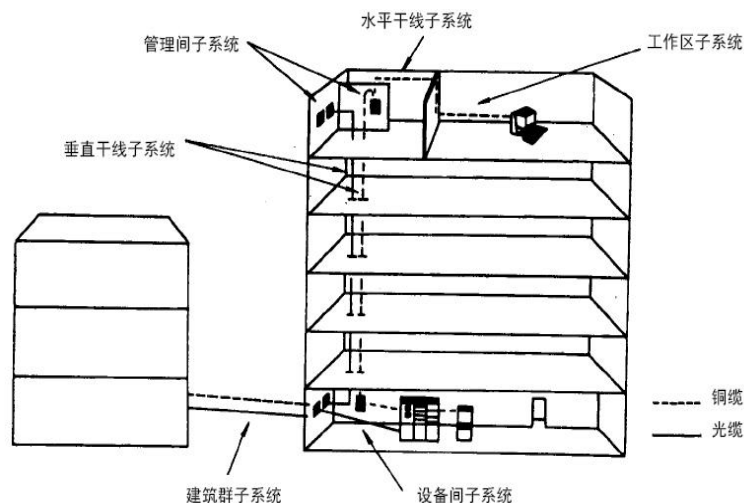 水平干线子系统
管理间子系统
工作区子系统
垂直干线子系统
铜缆
光缆
建筑群子系统
设备间子系统